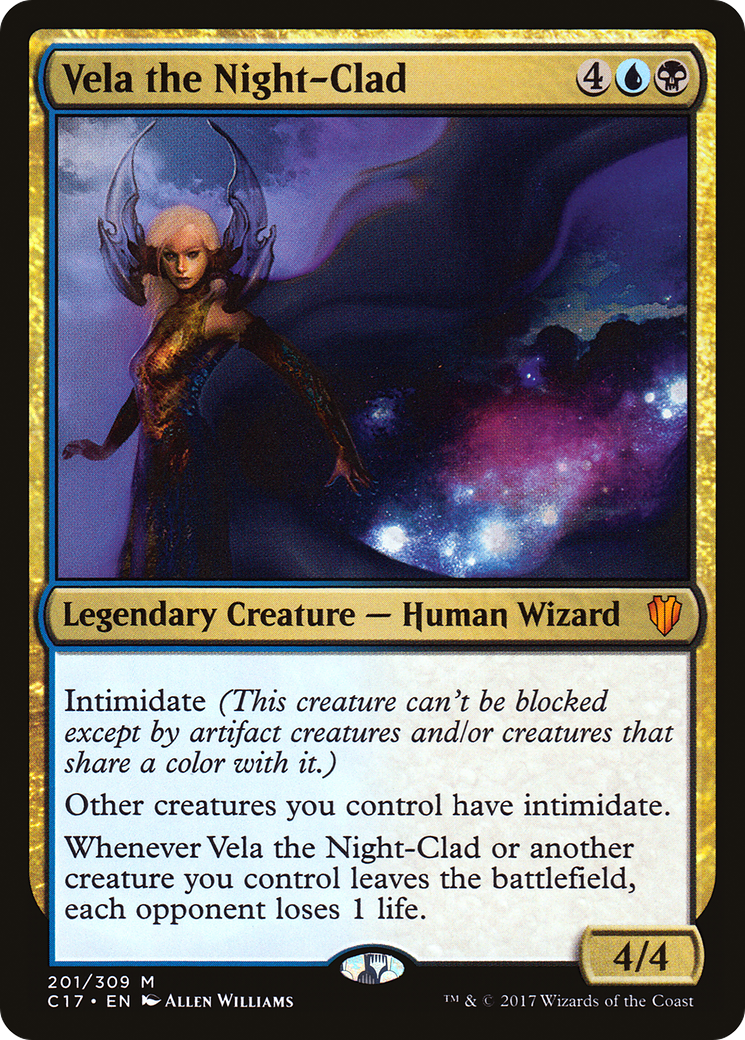 Vela the Night-Clad 4
Legendary Creature — Human Wizard
Intimidate (This creature can't be blocked
except by artifact creatures and/or creatures that
share a color with it.)
Other creatures you control have intimidate.
Whenever Vela the Night-Clad or another
creature you control leaves the battlefield,
each opponent loses 1 life.
4/4
201/309 M
C17 • EN Allen Williams
™ & © 2017 Wizards of the Coast